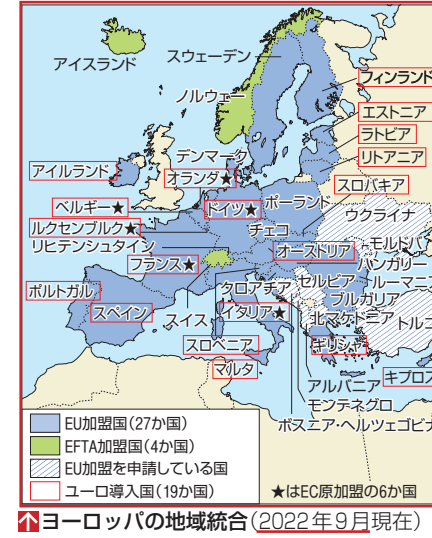 アイスランド
スウェーデン
フィンランド
ノルウェー
エストニア
ラトビア
リトアニア
デンマーク
アイルランド
オランダ★
スロバキア
ベルギー★
ドイツ★
ポーランド
ウクライナ
ルクセンブルク★
チェコ
リヒテンシュタイン
オーストリア
モルドバ
フランス★
ハンガリー
ポルトガル
クロアチア
セルビア
ルーマニ
スペイン
スイス
イタリア★
ブルガリア
北マケドニア
トルコ
スロベニア
ギリシャ
マルタ
アルバニア
キプロス
モンテネグロ
ボスニア・ヘルツェゴビナ
EU加盟国(27か国)
EFTA加盟国(4か国)
EU加盟を申請している国
ユーロ導入国(19か国)
★はEC原加盟の6か国
↑ヨーロッパの地域統合(2022年9月現在)